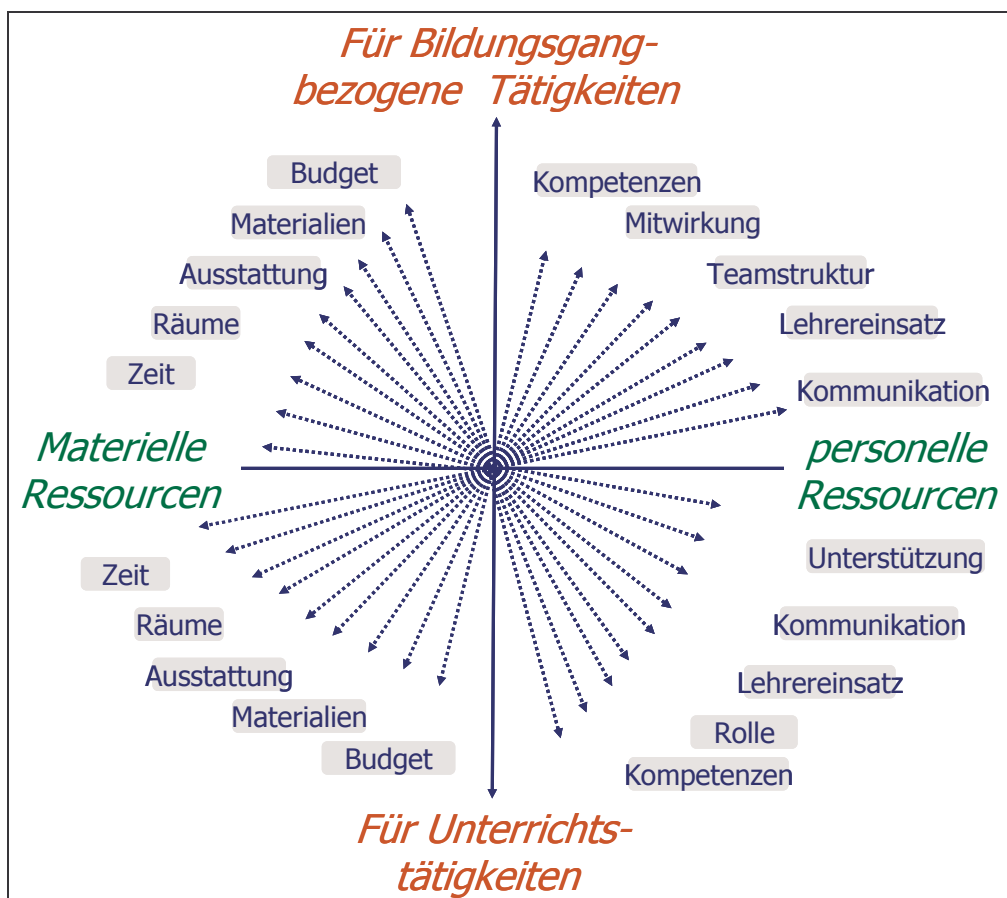 Für Bildungsgang-
bezogene Tätigkeiten
Budget
Kompetenzen
Materialien
Mitwirkung
Ausstattung
Teamstruktur
Räume
Lehrereinsatz
Zeit
Kommunikation
Materielle
Ressourcen
personelle
Ressourcen
Zeit
Unterstützung
Räume
Kommunikation
Ausstattung
Lehrereinsatz
Materialien
Rolle
Budget
Kompetenzen
Für Unterrichts-
tätigkeiten